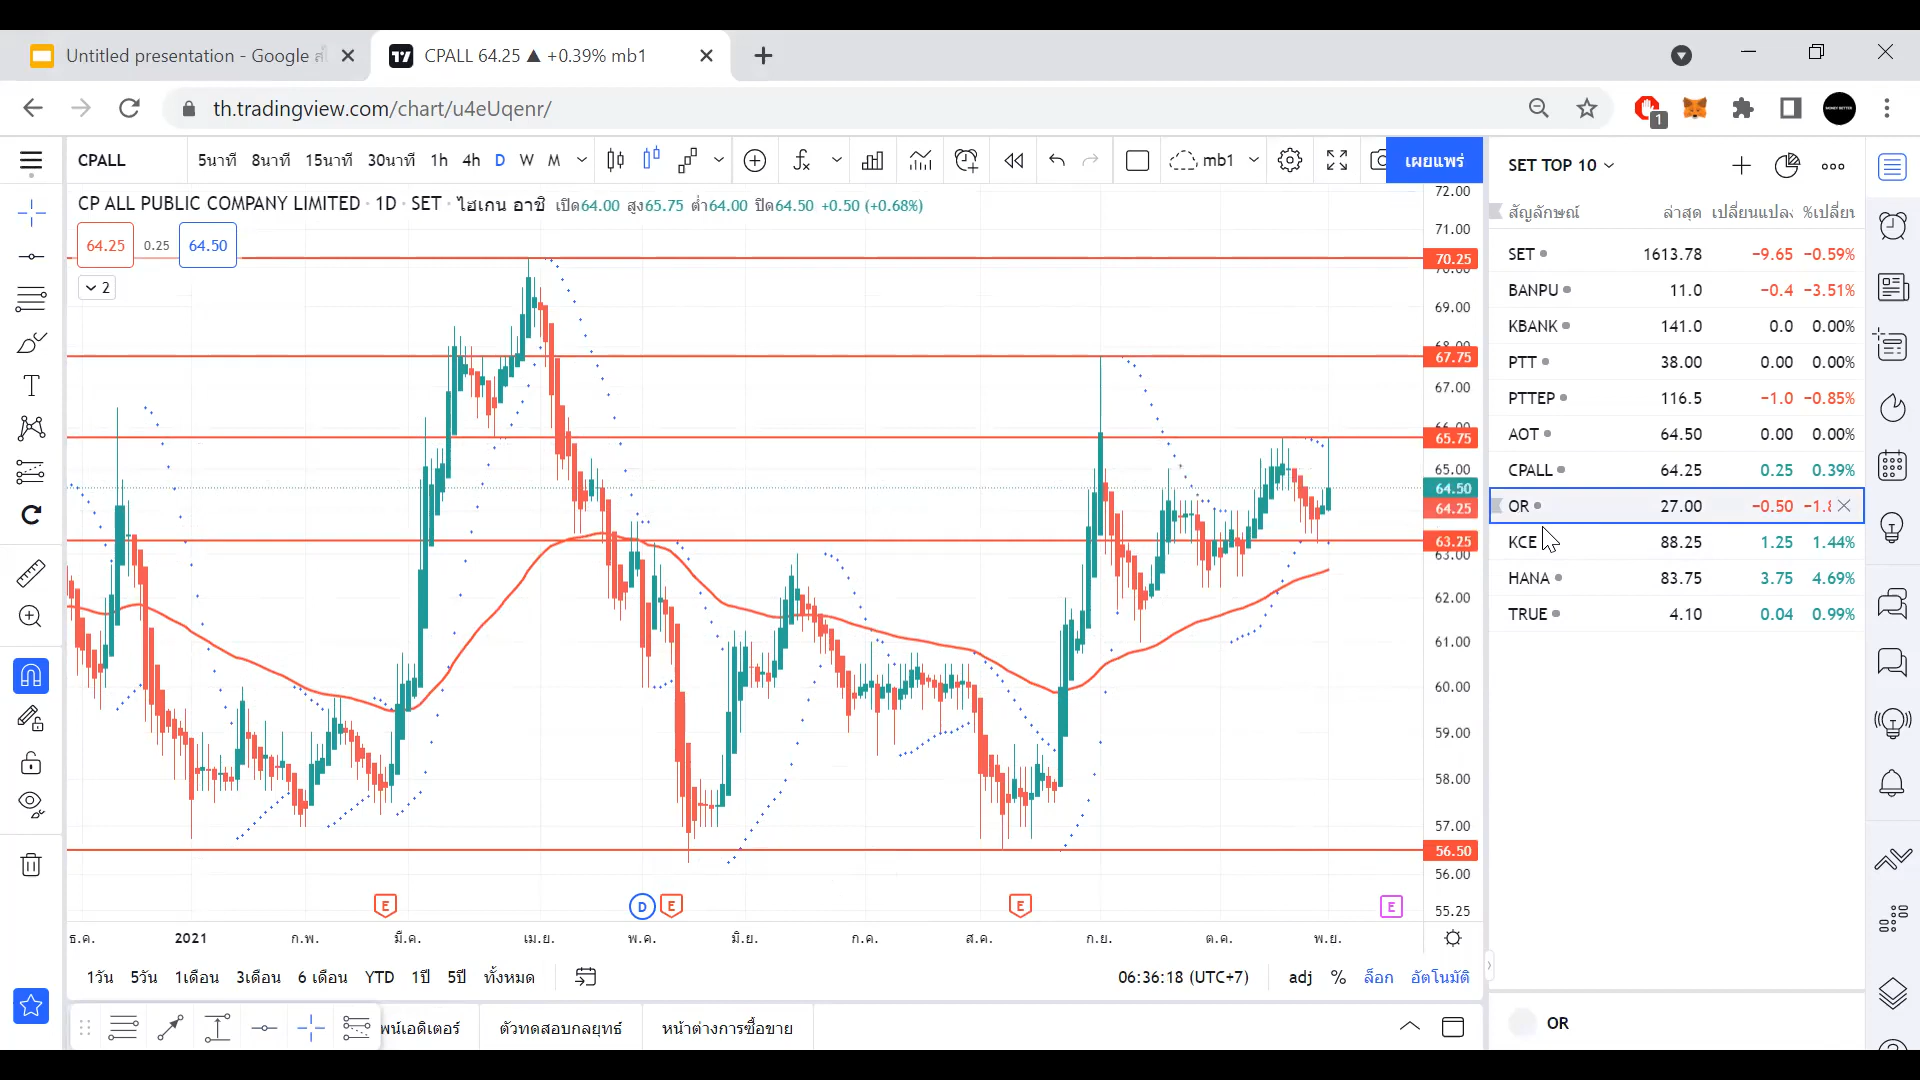 Untitled presentation - Google ส
CPALL 64.25 ▲ +0.39% mb1
th.tradingview.com/chart/u4eUqenr/
1
CPALL
5นาที 8นาที 15นาที 30นาที 1h 4h D W M
mb1
เผยแพร่
CP ALL PUBLIC COMPANY LIMITED · 1D · SET · ไฮเกน อาชิ เปิด64.00 สูง65.75 ต่ำ64.00 ปิด64.50 +0.50 (+0.68%)
64.25 0.25 64.50
2
72.00
71.00
70.25
70.00
69.00
68.00
67.75
67.00
66.00
65.75
65.00
64.50
64.25
63.25
63.00
62.00
61.00
60.00
59.00
58.00
57.00
56.50
56.00
55.25
E D E E E
ธ.ค. 2021 ก.พ. มี.ค. เม.ย. พ.ค. มิ.ย. ก.ค. ส.ค. ก.ย. ต.ค. พ.ย.
1วัน 5วัน 1เดือน 3เดือน 6 เดือน YTD 1ปี 5ปี ทั้งหมด
06:36:18 (UTC+7) adj % ล็อก อัตโนมัติ
พน์เอดิเตอร์ ตัวทดสอบกลยุทธ์ หน้าต่างการซื้อขาย
SET TOP 10
สัญลักษณ์ ล่าสุด เปลี่ยนแปลง %เปลี่ยน
SET 1613.78 −9.65 −0.59%
BANPU 11.0 −0.4 −3.51%
KBANK 141.0 0.0 0.00%
PTT 38.00 0.00 0.00%
PTTEP 116.5 −1.0 −0.85%
AOT 64.50 0.00 0.00%
CPALL 64.25 0.25 0.39%
OR 27.00 −0.50 −1.8
KCE 88.25 1.25 1.44%
HANA 83.75 3.75 4.69%
TRUE 4.10 0.04 0.99%
OR